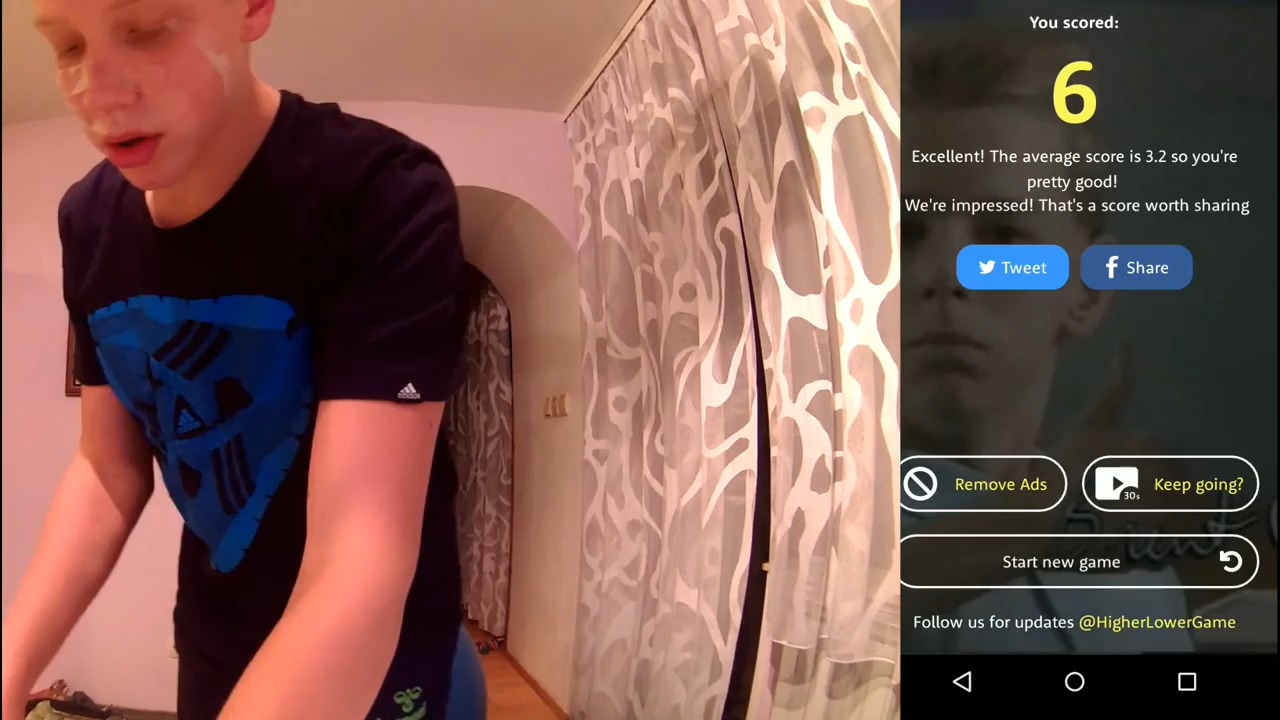 You scored:
6
Excellent! The average score is 3.2 so you're
pretty good!
We're impressed! That's a score worth sharing
Tweet
Share
adidas
Remove Ads
30s
Keep going?
Start new game
Follow us for updates @HigherLowerGame